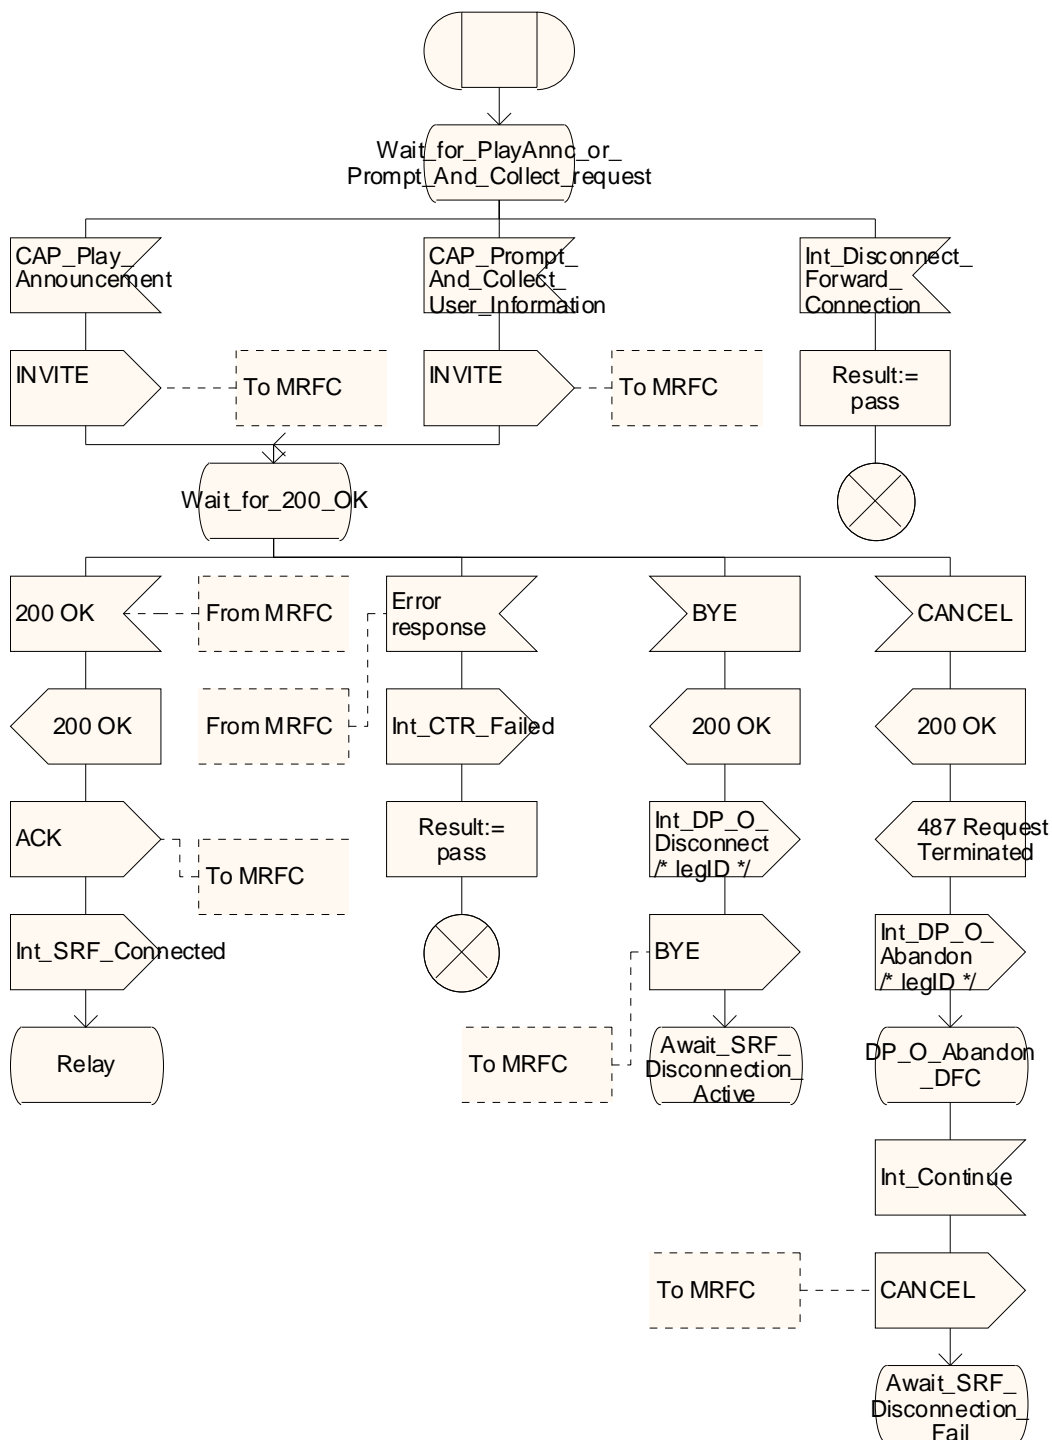 Wait_for_PlayAnnc_or_
Prompt_And_Collect_request
CAP_Play_
Announcement
CAP_Prompt_
And_Collect_
User_Information
Int_Disconnect_
Forward_
Connection
INVITE
To MRFC
INVITE
To MRFC
Result:=
pass
Wait_for_200_OK
200 OK
From MRFC
Error
response
BYE
CANCEL
200 OK
From MRFC
Int_CTR_Failed
200 OK
200 OK
ACK
To MRFC
Result:=
pass
Int_DP_O_
Disconnect
/* legID */
487 Request
Terminated
Int_SRF_Connected
BYE
Int_DP_O_
Abandon
/* legID */
Relay
To MRFC
Await_SRF_
Disconnection_
Active
DP_O_Abandon
_DFC
Int_Continue
To MRFC
CANCEL
Await_SRF_
Disconnection_
Fail